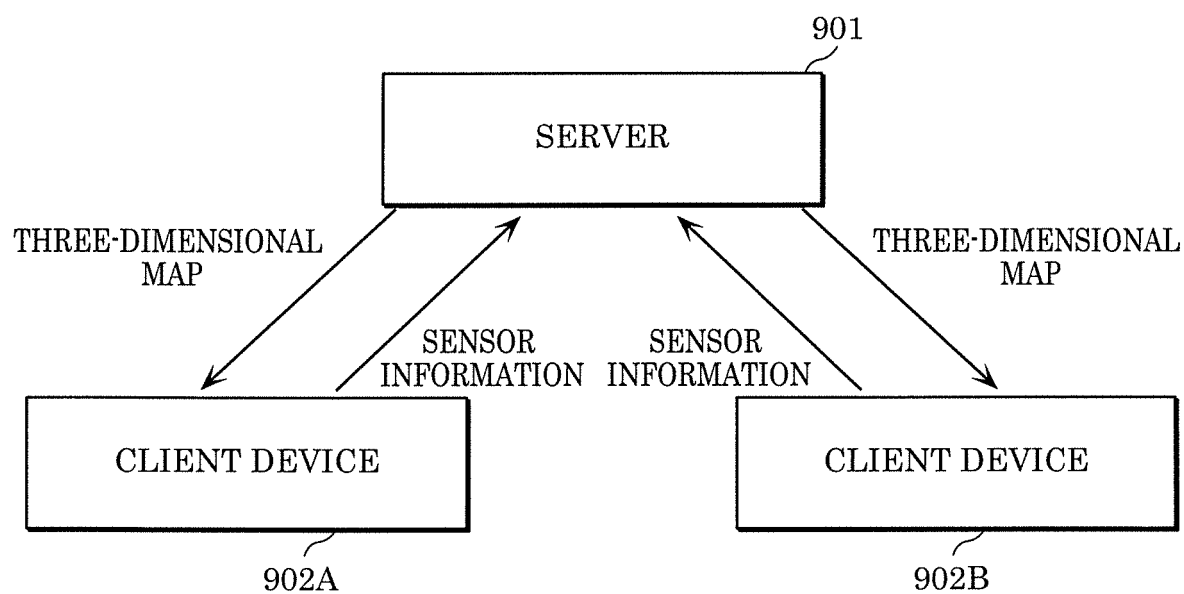 901
SERVER
THREE-DIMENSIONAL
MAP
THREE-DIMENSIONAL
MAP
SENSOR
INFORMATION
SENSOR
INFORMATION
CLIENT DEVICE
CLIENT DEVICE
902A
902B